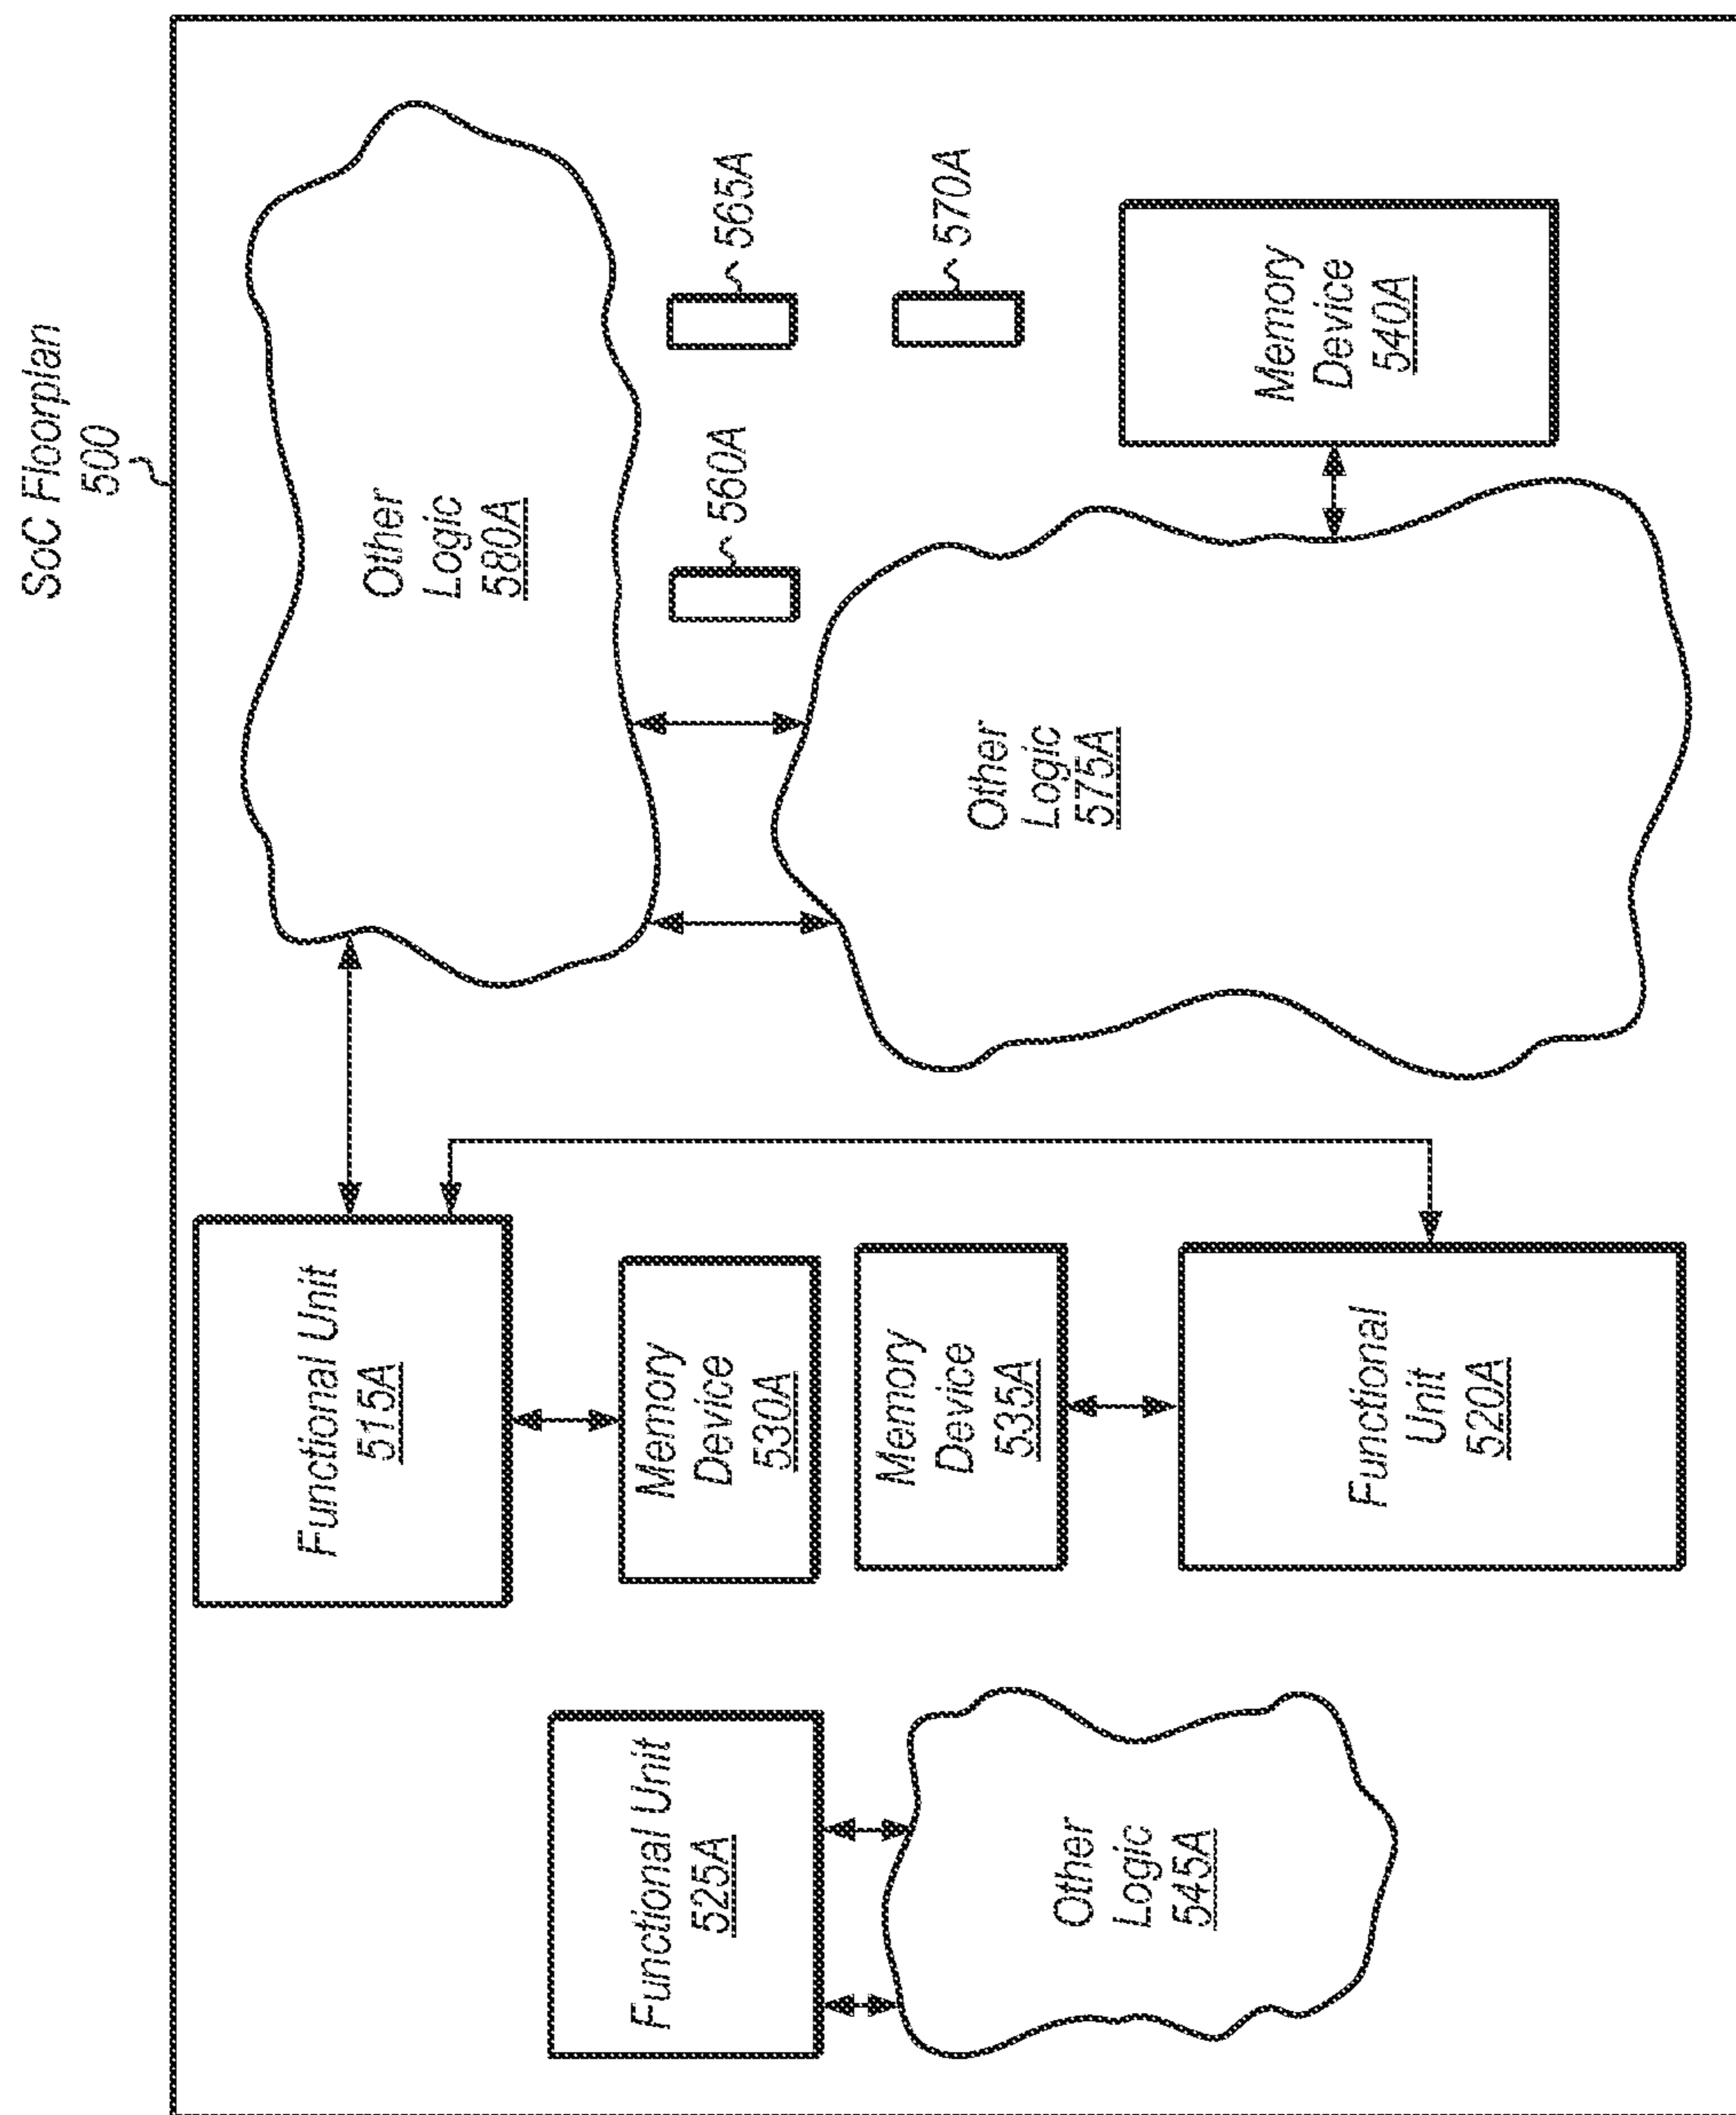 SoC Floorplan
500
Functional Unit
525A
Other
Logic
545A
Functional Unit
515A
Memory
Device
530A
Memory
Device
535A
Functional
Unit
520A
Other
Logic
580A
560A
565A
570A
Other
Logic
575A
Memory
Device
540A